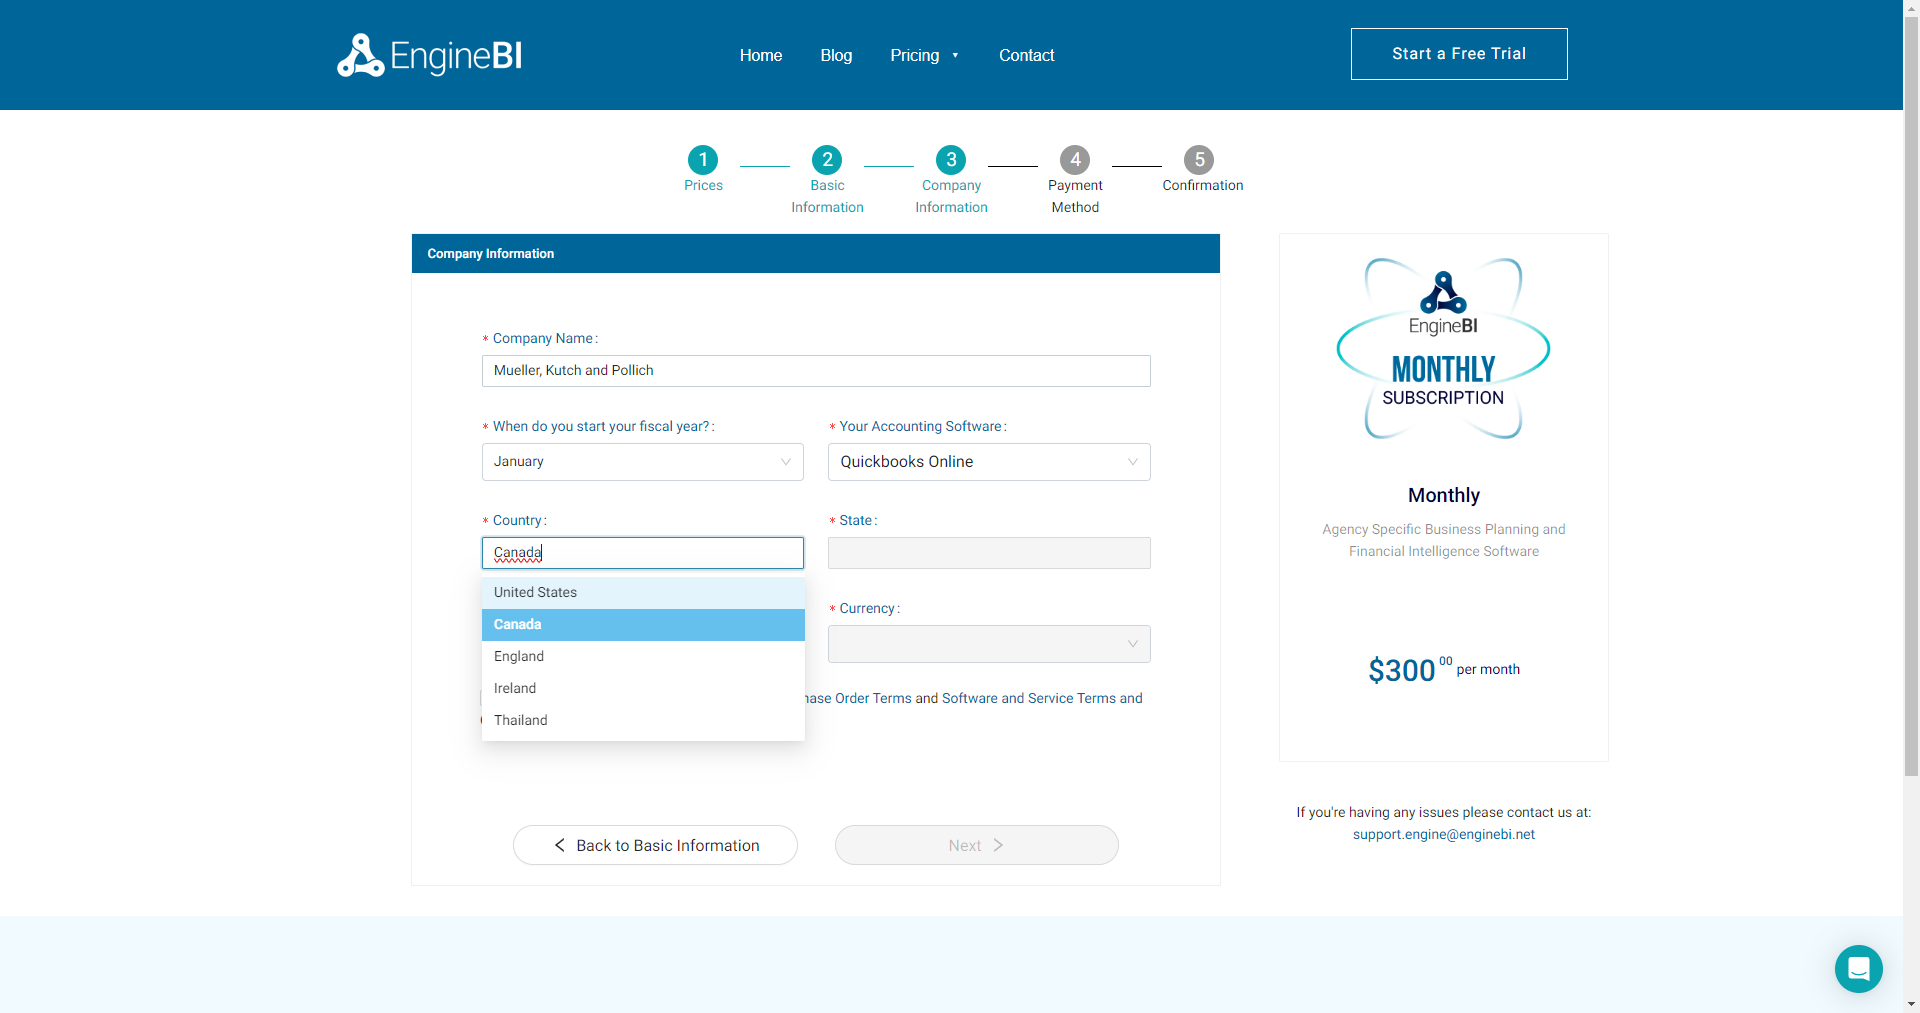 EngineBI
Home
Blog
Pricing
Contact
Start a Free Trial
1
Prices
2
Basic
Information
3
Company
Information
4
Payment
Method
5
Confirmation
Company Information
* Company Name :
Mueller, Kutch and Pollich
* When do you start your fiscal year? :
January
* Your Accounting Software :
Quickbooks Online
* Country :
Canada
* State :
United States
Canada
England
Ireland
Thailand
* Currency :
hase Order Terms and Software and Service Terms and
Back to Basic Information
Next
EngineBI
MONTHLY
SUBSCRIPTION
Monthly
Agency Specific Business Planning and
Financial Intelligence Software
$300 00 per month
If you're having any issues please contact us at:
support.engine@enginebi.net